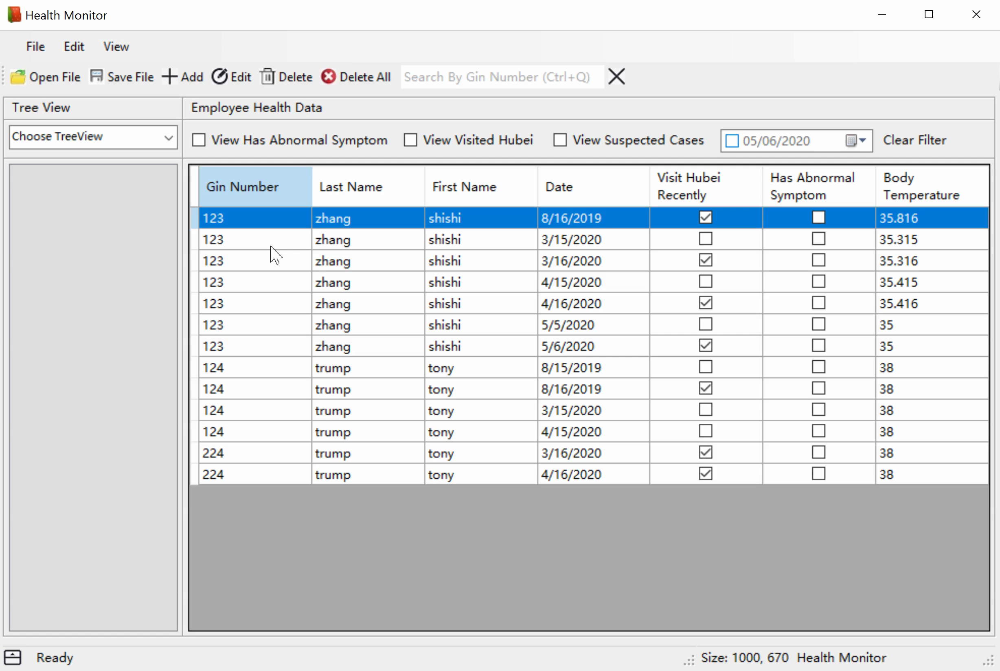 Health Monitor
File Edit View
Open File Save File Add Edit Delete Delete All Search By Gin Number (Ctrl+Q)
Tree View Employee Health Data
Choose TreeView View Has Abnormal Symptom View Visited Hubei View Suspected Cases 05/06/2020 Clear Filter
Gin Number Last Name First Name Date Visit Hubei Recently Has Abnormal Symptom Body Temperature
123 zhang shishi 8/16/2019 35.816
123 zhang shishi 3/15/2020 35.315
123 zhang shishi 3/16/2020 35.316
123 zhang shishi 4/15/2020 35.415
123 zhang shishi 4/16/2020 35.416
123 zhang shishi 5/5/2020 35
123 zhang shishi 5/6/2020 35
124 trump tony 8/15/2019 38
124 trump tony 8/16/2019 38
124 trump tony 3/15/2020 38
124 trump tony 4/15/2020 38
224 trump tony 3/16/2020 38
224 trump tony 4/16/2020 38
Ready Size: 1000, 670 Health Monitor